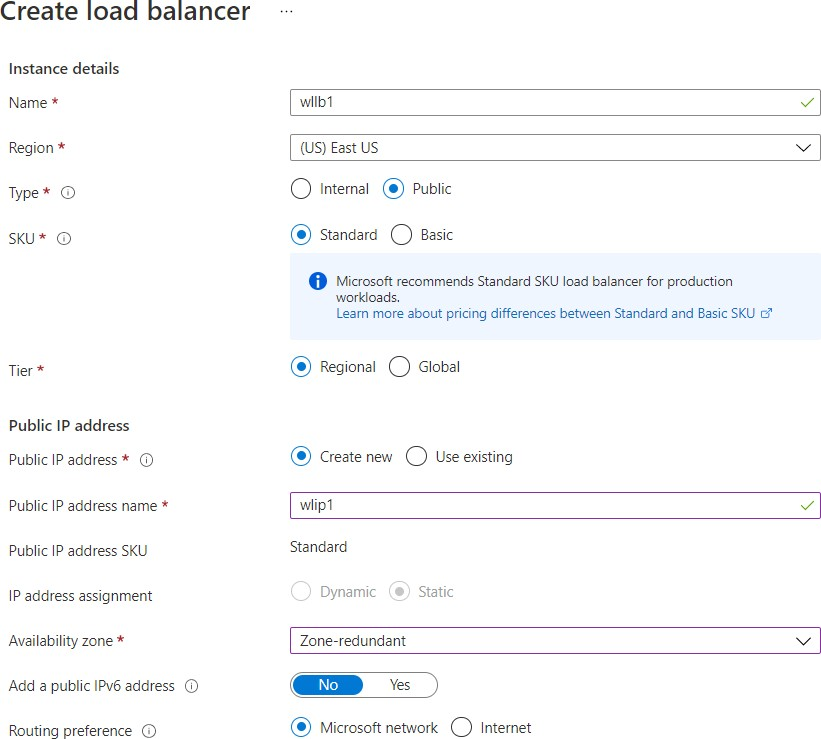 Create load balancer ...
Instance details
Name *
wllb1
Region *
(US) East US
Type *
Internal Public
SKU *
Standard Basic
Microsoft recommends Standard SKU load balancer for production
workloads.
Learn more about pricing differences between Standard and Basic SKU
Tier *
Regional Global
Public IP address
Public IP address *
Create new Use existing
Public IP address name *
wlip1
Public IP address SKU
Standard
IP address assignment
Dynamic Static
Availability zone *
Zone-redundant
Add a public IPv6 address
No Yes
Routing preference
Microsoft network Internet